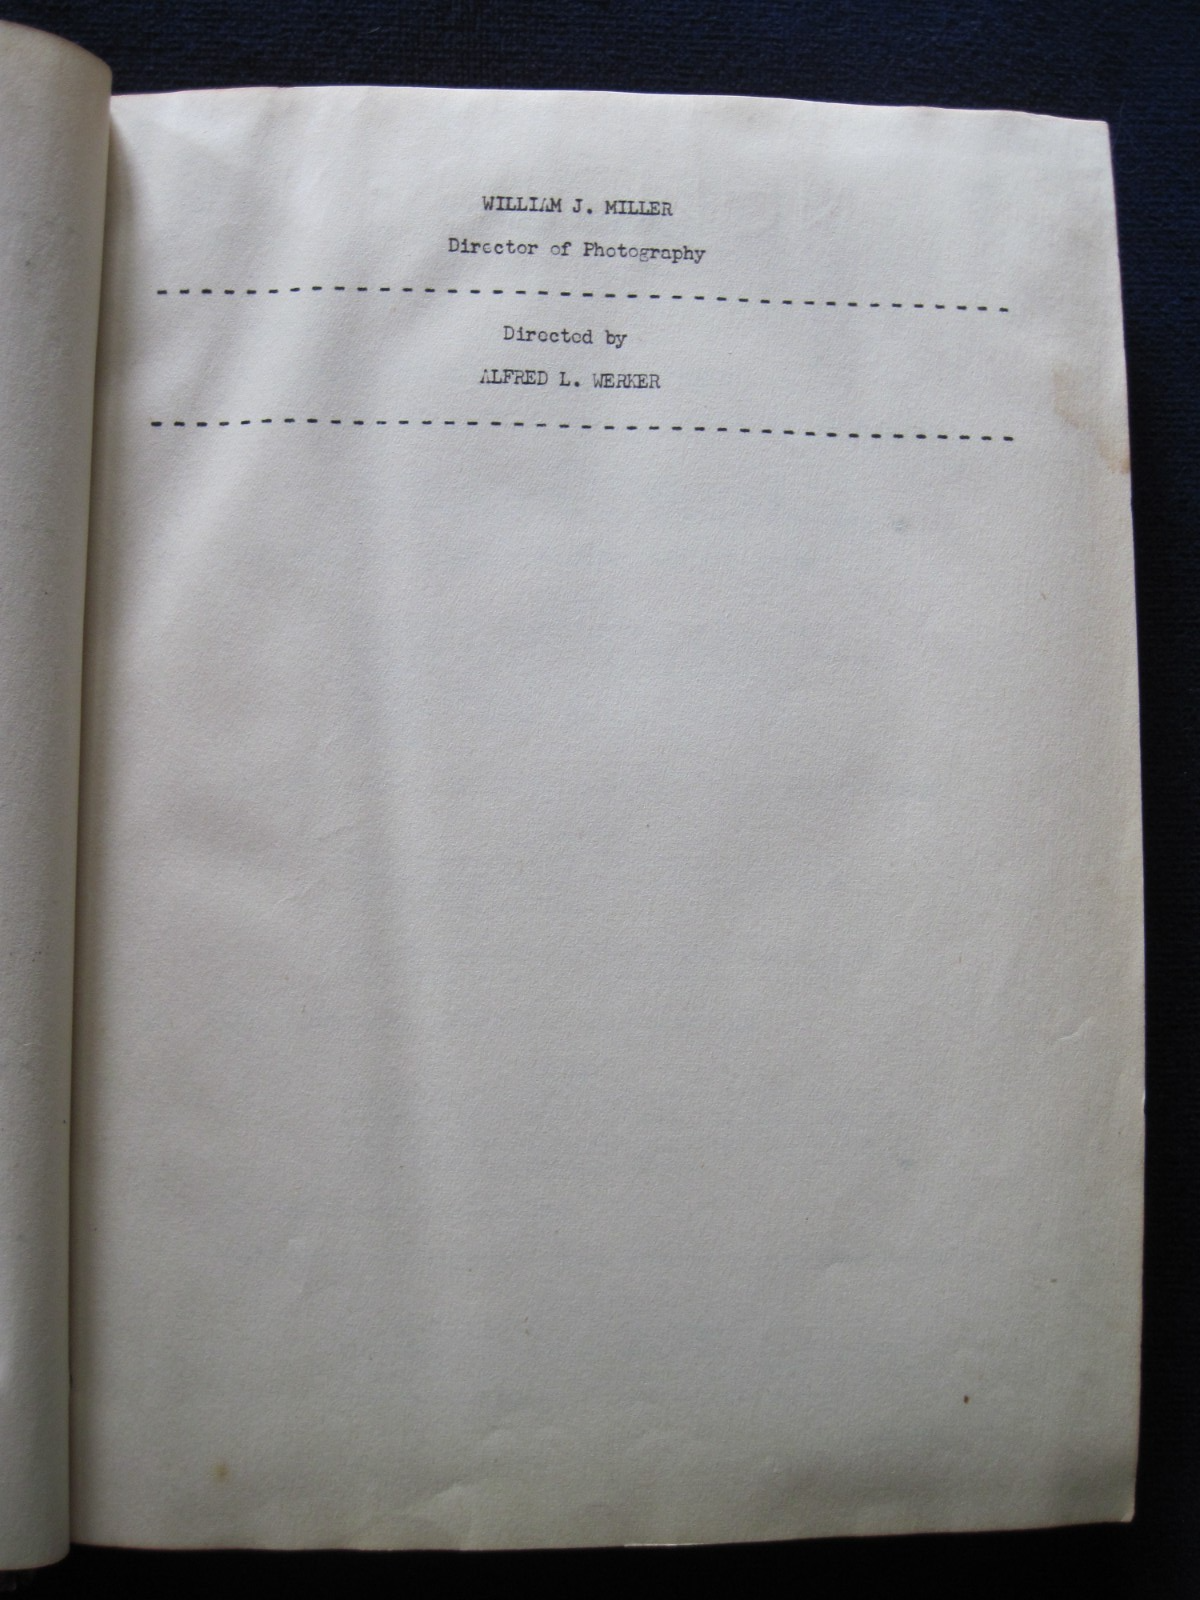 WILLIAM J. MILLER
Director of Photography
- - - - - - - - - - - - - - - - - - - - - - - - - - - - - - - - - - - - - -
Directed by
ALFRED L. WERKER
- - - - - - - - - - - - - - - - - - - - - - - - - - - - - - - - - - - - - - -